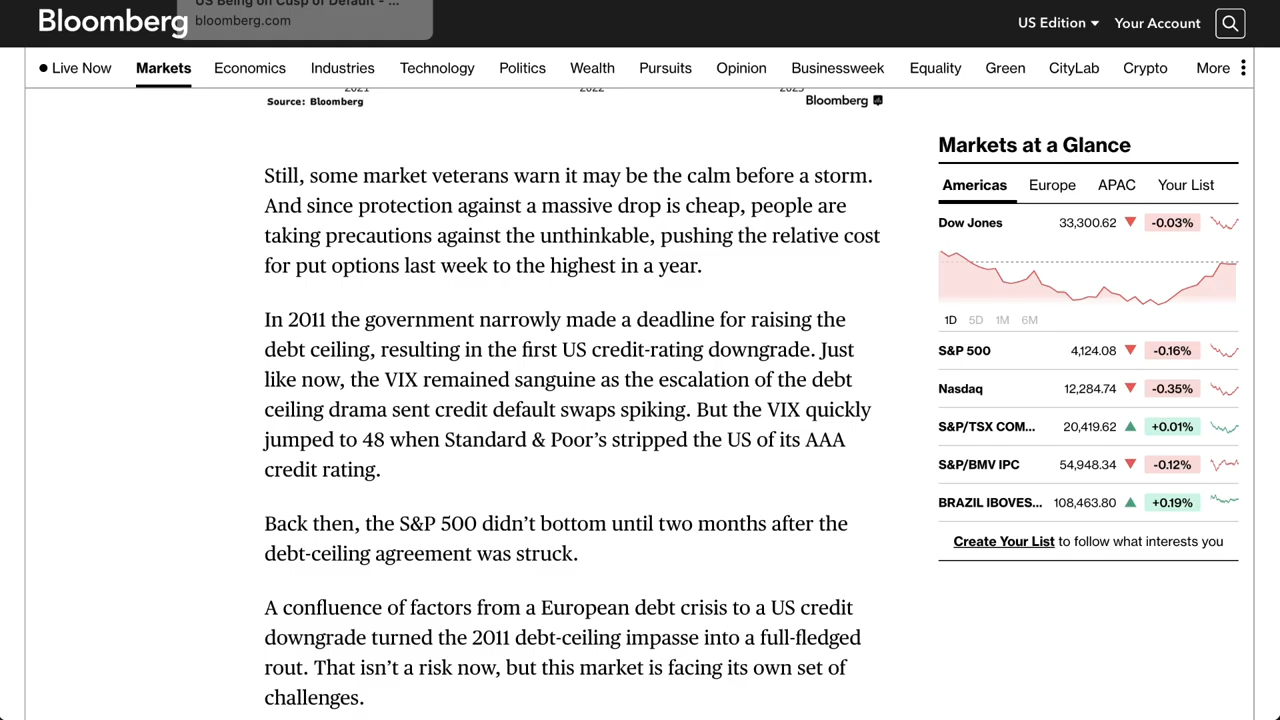 US Being on Cusp of Default - ...
bloomberg.com
Bloomberg
US Edition
Your Account
Live Now
Markets
Economics
Industries
Technology
Politics
Wealth
Pursuits
Opinion
Businessweek
Equality
Green
CityLab
Crypto
More
2021
2022
2023
Source: Bloomberg
Bloomberg
Still, some market veterans warn it may be the calm before a storm.
And since protection against a massive drop is cheap, people are
taking precautions against the unthinkable, pushing the relative cost
for put options last week to the highest in a year.
In 2011 the government narrowly made a deadline for raising the
debt ceiling, resulting in the first US credit-rating downgrade. Just
like now, the VIX remained sanguine as the escalation of the debt
ceiling drama sent credit default swaps spiking. But the VIX quickly
jumped to 48 when Standard & Poor’s stripped the US of its AAA
credit rating.
Back then, the S&P 500 didn’t bottom until two months after the
debt-ceiling agreement was struck.
A confluence of factors from a European debt crisis to a US credit
downgrade turned the 2011 debt-ceiling impasse into a full-fledged
rout. That isn’t a risk now, but this market is facing its own set of
challenges.
Markets at a Glance
Americas
Europe
APAC
Your List
Dow Jones 33,300.62 -0.03%
1D 5D 1M 6M
S&P 500 4,124.08 -0.16%
Nasdaq 12,284.74 -0.35%
S&P/TSX COM... 20,419.62 +0.01%
S&P/BMV IPC 54,948.34 -0.12%
BRAZIL IBOVES... 108,463.80 +0.19%
Create Your List to follow what interests you